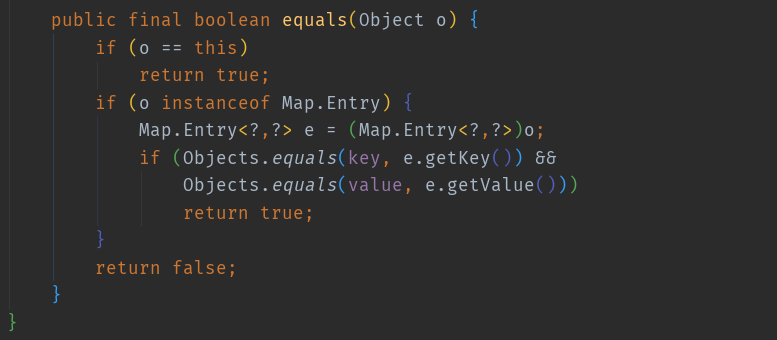 public final boolean equals(Object o) {
if (o == this)
return true;
if (o instanceof Map.Entry) {
Map.Entry<?,?> e = (Map.Entry<?,?>)o;
if (Objects.equals(key, e.getKey()) &&
Objects.equals(value, e.getValue()))
return true;
}
return false;
}
}